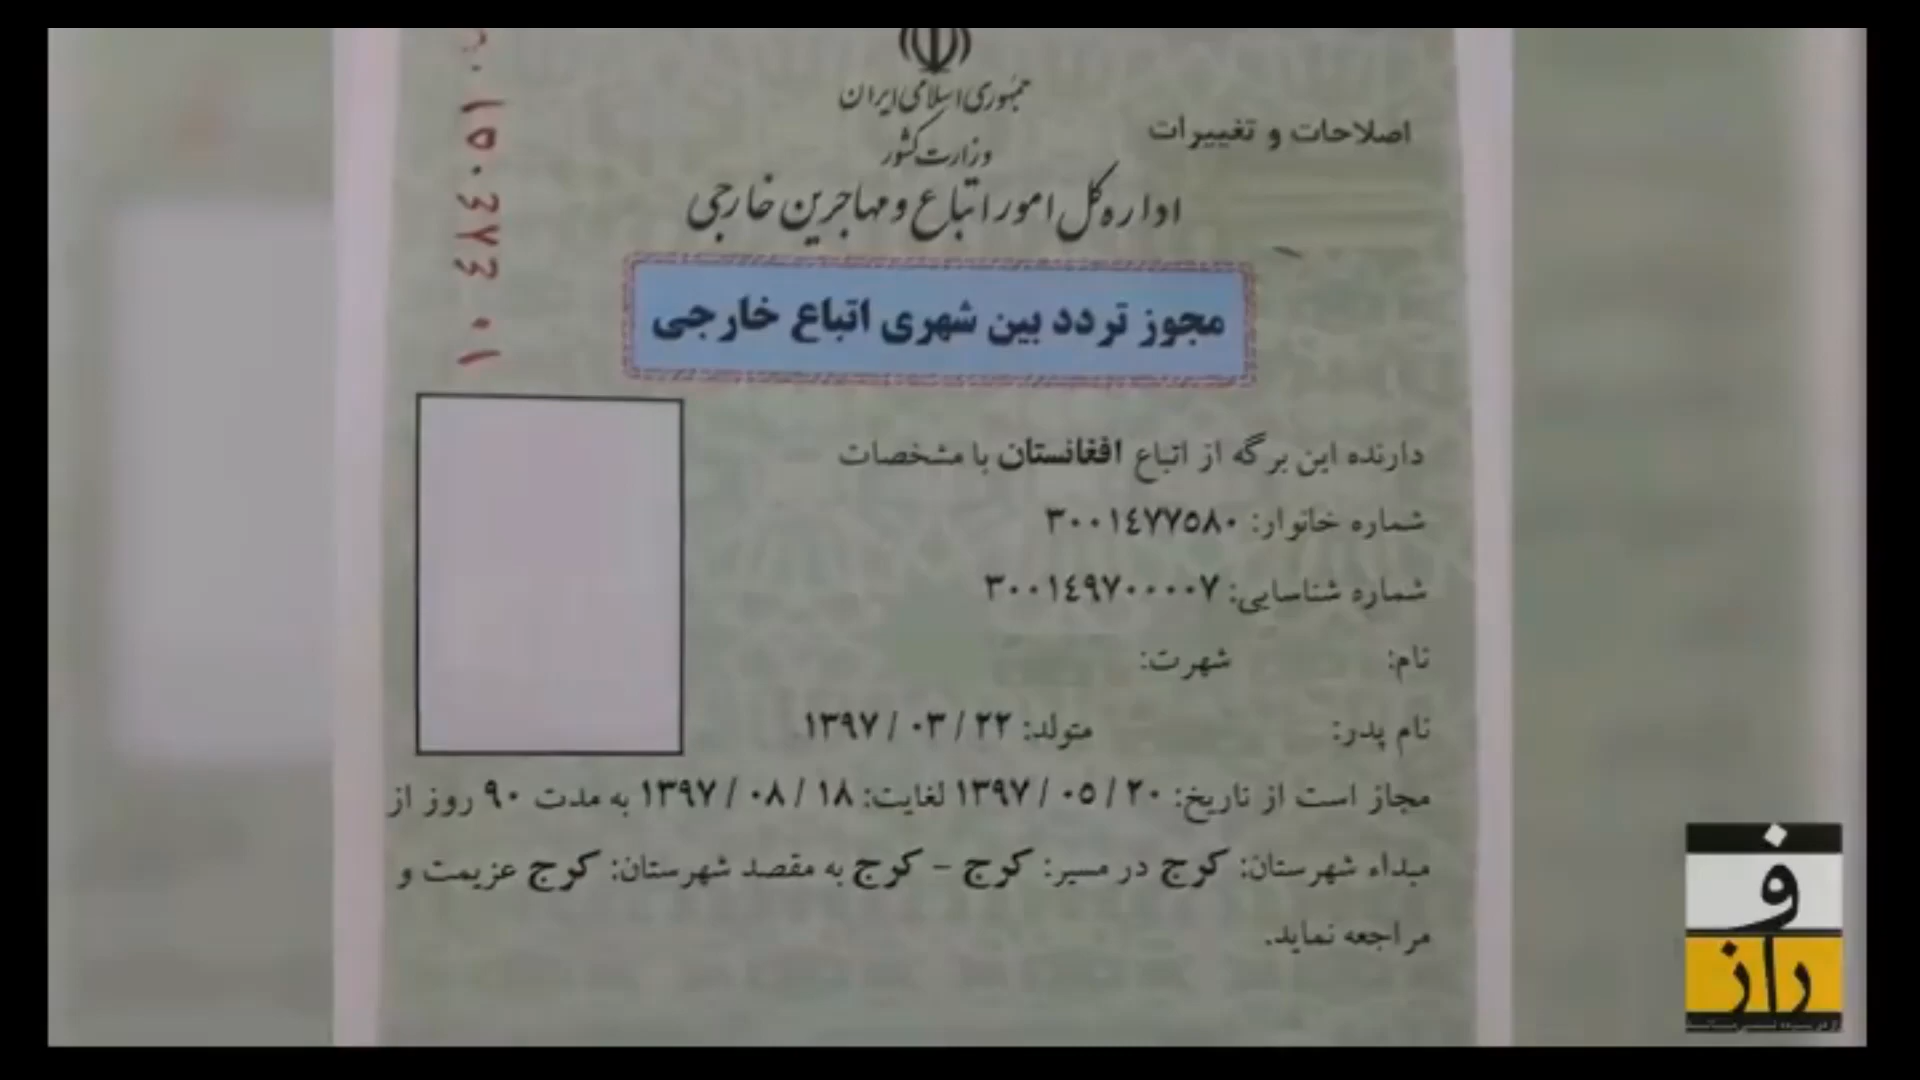 جمهوری اسلامی ایران
وزارت کشور
اداره کل امور اتباع و مهاجرین خارجی
اصلاحات و تغییرات
مجوز تردد بین شهری اتباع خارجی
دارنده این برگه از اتباع افغانستان با مشخصات
شماره خانوار: ۳۰۰۱۴۷۷۵۸۰
شماره شناسایی: ۳۰۰۱۴۹۷۰۰۰۰۷
نام: شهرت:
نام پدر: متولد: ۱۳۹۷/۰۳/۲۲
مجاز است از تاریخ: ۱۳۹۷/۰۵/۲۰ لغایت: ۱۳۹۷/۰۸/۱۸ به مدت ۹۰ روز از
مبداء شهرستان: کرج در مسیر: کرج - کرج به مقصد شهرستان: کرج عزیمت و
مراجعه نماید.
فراز